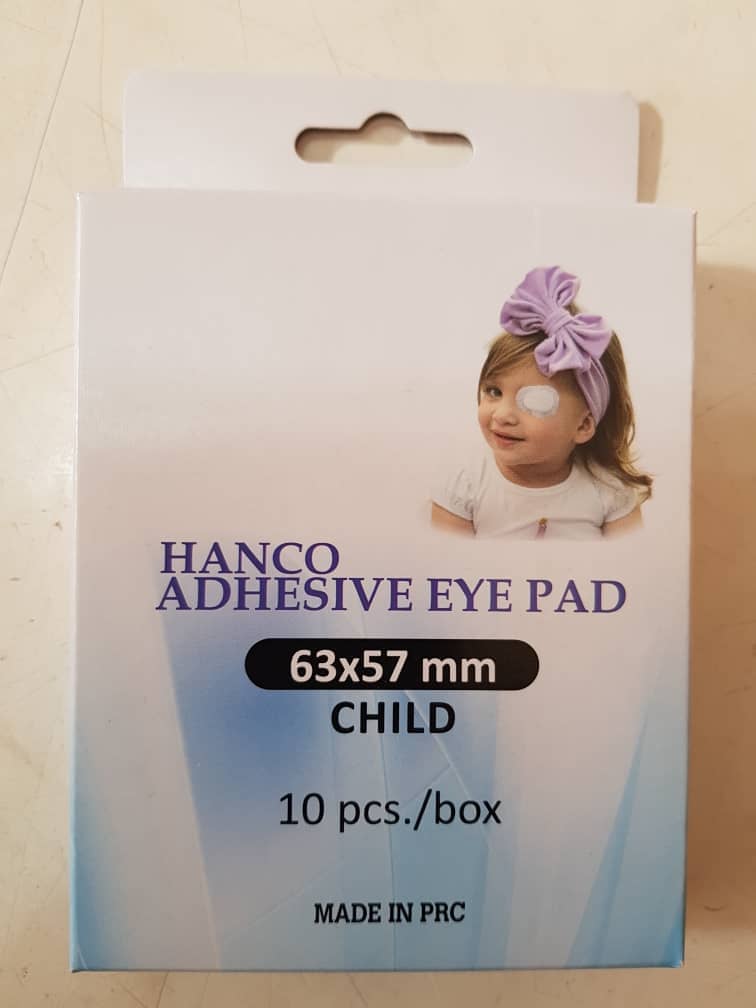 HANCO
ADHESIVE EYE PAD
63x57 mm
CHILD
10 pcs./box
MADE IN PRC